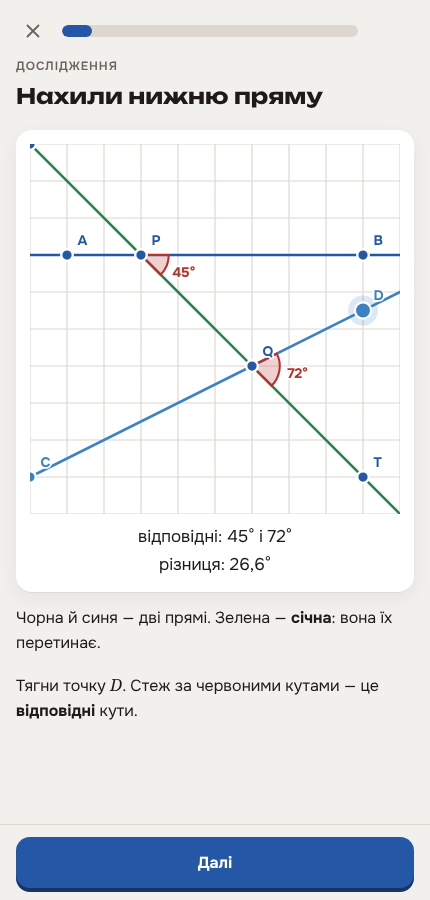 ДОСЛІДЖЕННЯ
Нахили нижню пряму
A
P
B
45°
D
Q
72°
C
T
відповідні: 45° і 72°
різниця: 26,6°
Чорна й синя — дві прямі. Зелена — січна: вона їх
перетинає.
Тягни точку D. Стеж за червоними кутами — це
відповідні кути.
Далі